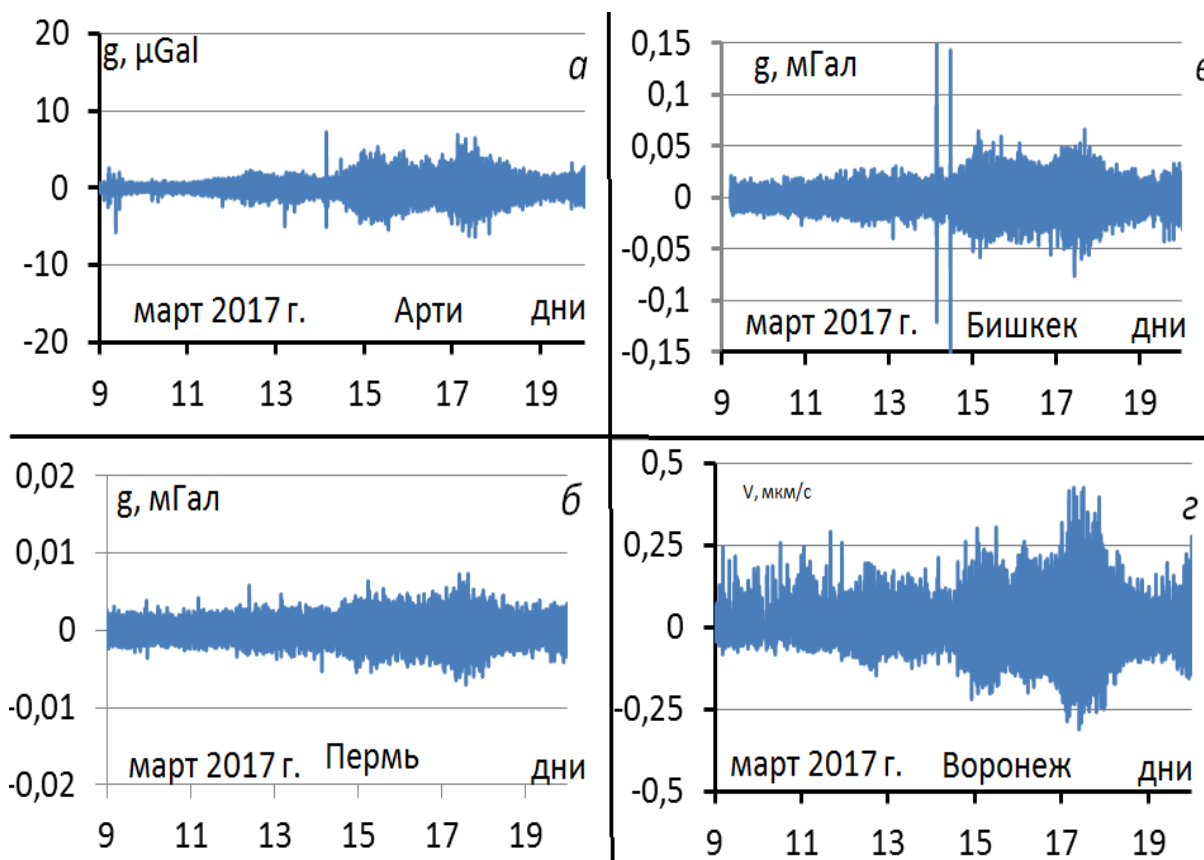 20
g, µGal
а
10
0
-10
март 2017 г. Арти дни
-20
9 11 13 15 17 19
0,15
g, мГал
0,1
0,05
0
-0,05
-0,1
март 2017 г. Бишкек дни
-0,15
9 11 13 15 17 19
0,02
g, мГал
б
0,01
0
-0,01
март 2017 г. Пермь дни
-0,02
9 11 13 15 17 19
0,5
V, мкм/с
г
0,25
0
-0,25
март 2017 г. Воронеж дни
-0,5
9 11 13 15 17 19